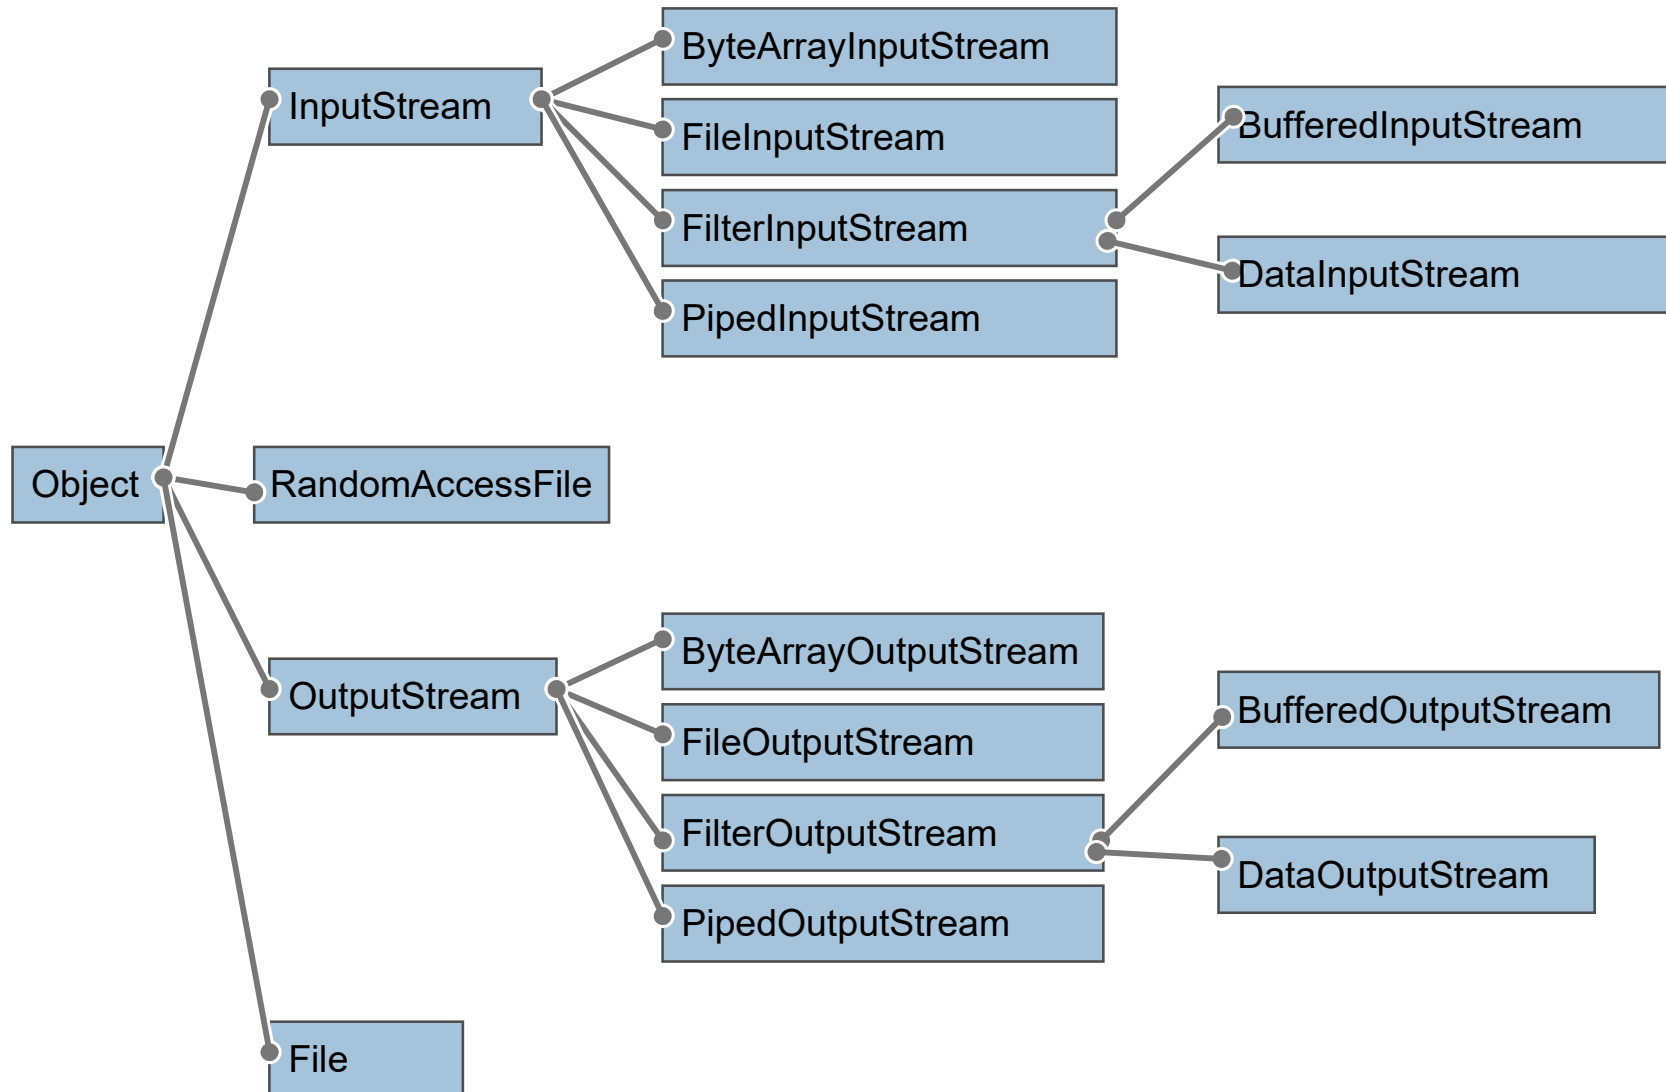 Object
InputStream
ByteArrayInputStream
FileInputStream
FilterInputStream
PipedInputStream
BufferedInputStream
DataInputStream
RandomAccessFile
OutputStream
ByteArrayOutputStream
FileOutputStream
FilterOutputStream
PipedOutputStream
BufferedOutputStream
DataOutputStream
File